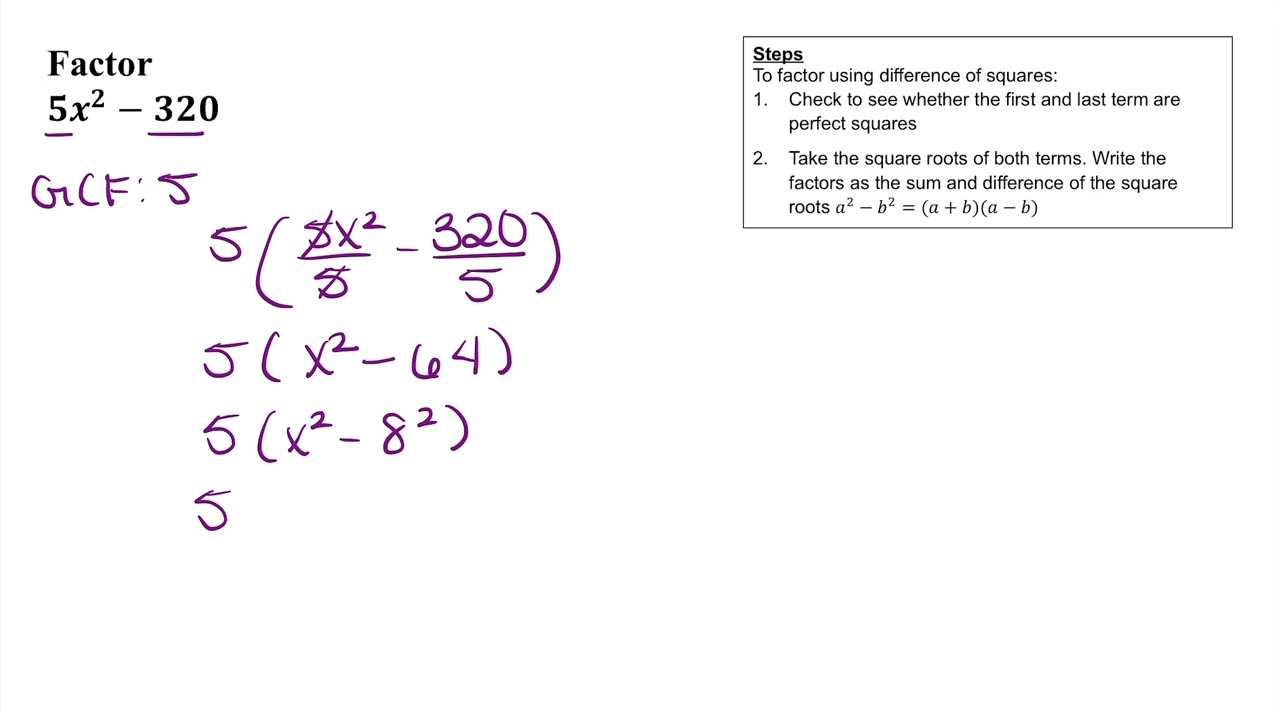 Factor
5x² − 320
GCF: 5
5(5x²/5 − 320/5)
5(x² − 64)
5(x² − 8²)
5
Steps
To factor using difference of squares:
1. Check to see whether the first and last term are
perfect squares
2. Take the square roots of both terms. Write the
factors as the sum and difference of the square
roots a² − b² = (a + b)(a − b)